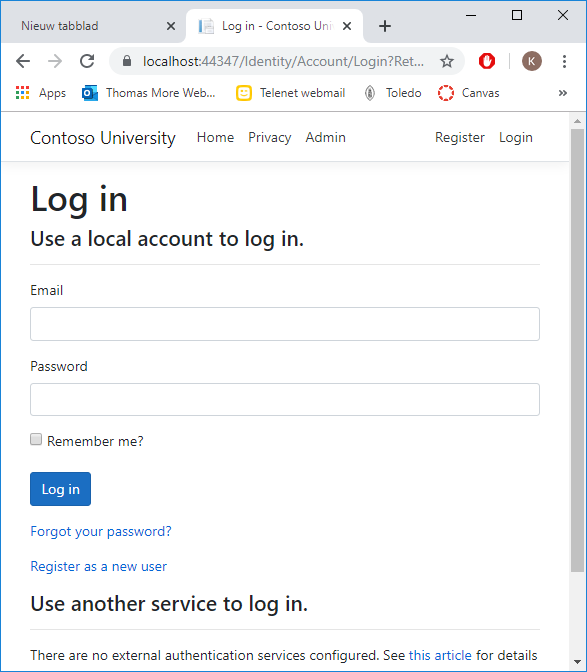 Nieuw tabblad
Log in - Contoso Uni
localhost:44347/Identity/Account/Login?Ret...
K
Apps
Thomas More Web...
Telenet webmail
Toledo
Canvas
»
Contoso University
Home
Privacy
Admin
Register
Login
Log in
Use a local account to log in.
Email
Password
Remember me?
Log in
Forgot your password?
Register as a new user
Use another service to log in.
There are no external authentication services configured. See this article for details